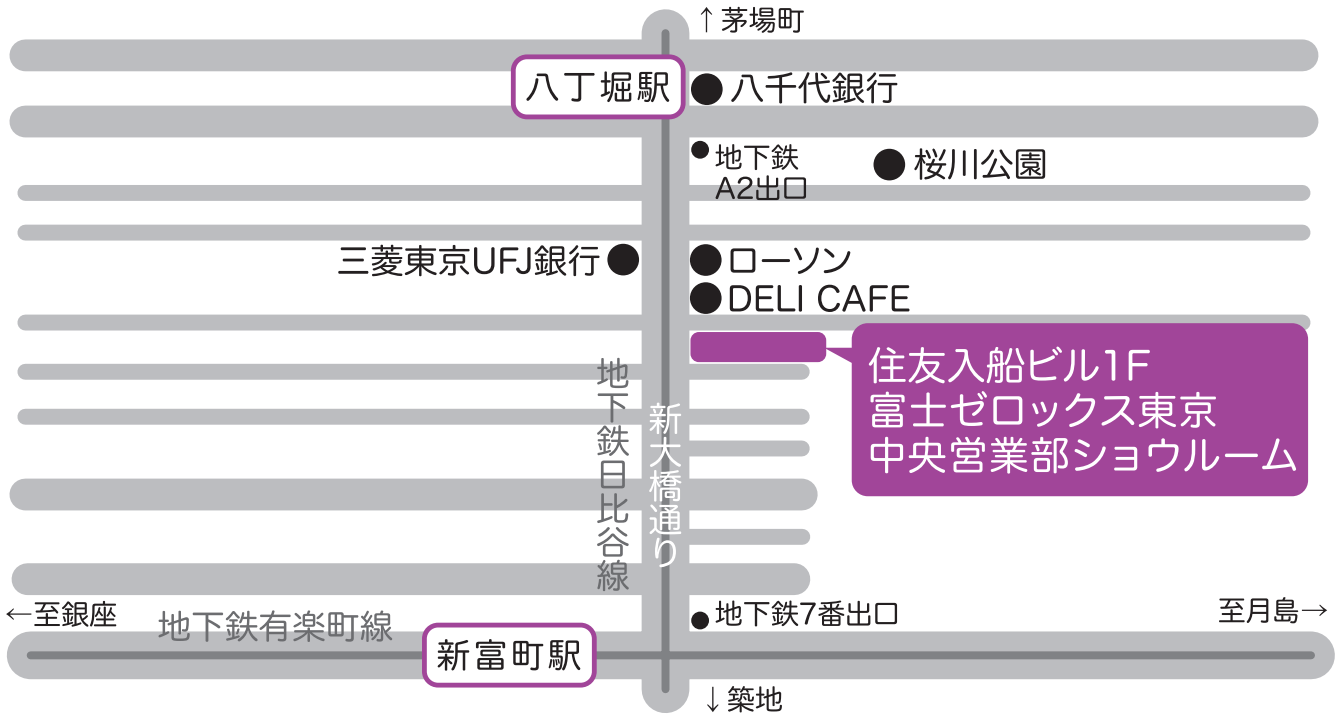 ↑茅場町
八丁堀駅
八千代銀行
地下鉄
A2出口
桜川公園
三菱東京UFJ銀行
ローソン
DELI CAFE
住友入船ビル1F
富士ゼロックス東京
中央営業部ショウルーム
地下鉄日比谷線
新大橋通り
←至銀座
地下鉄有楽町線
新富町駅
地下鉄7番出口
至月島→
↓築地